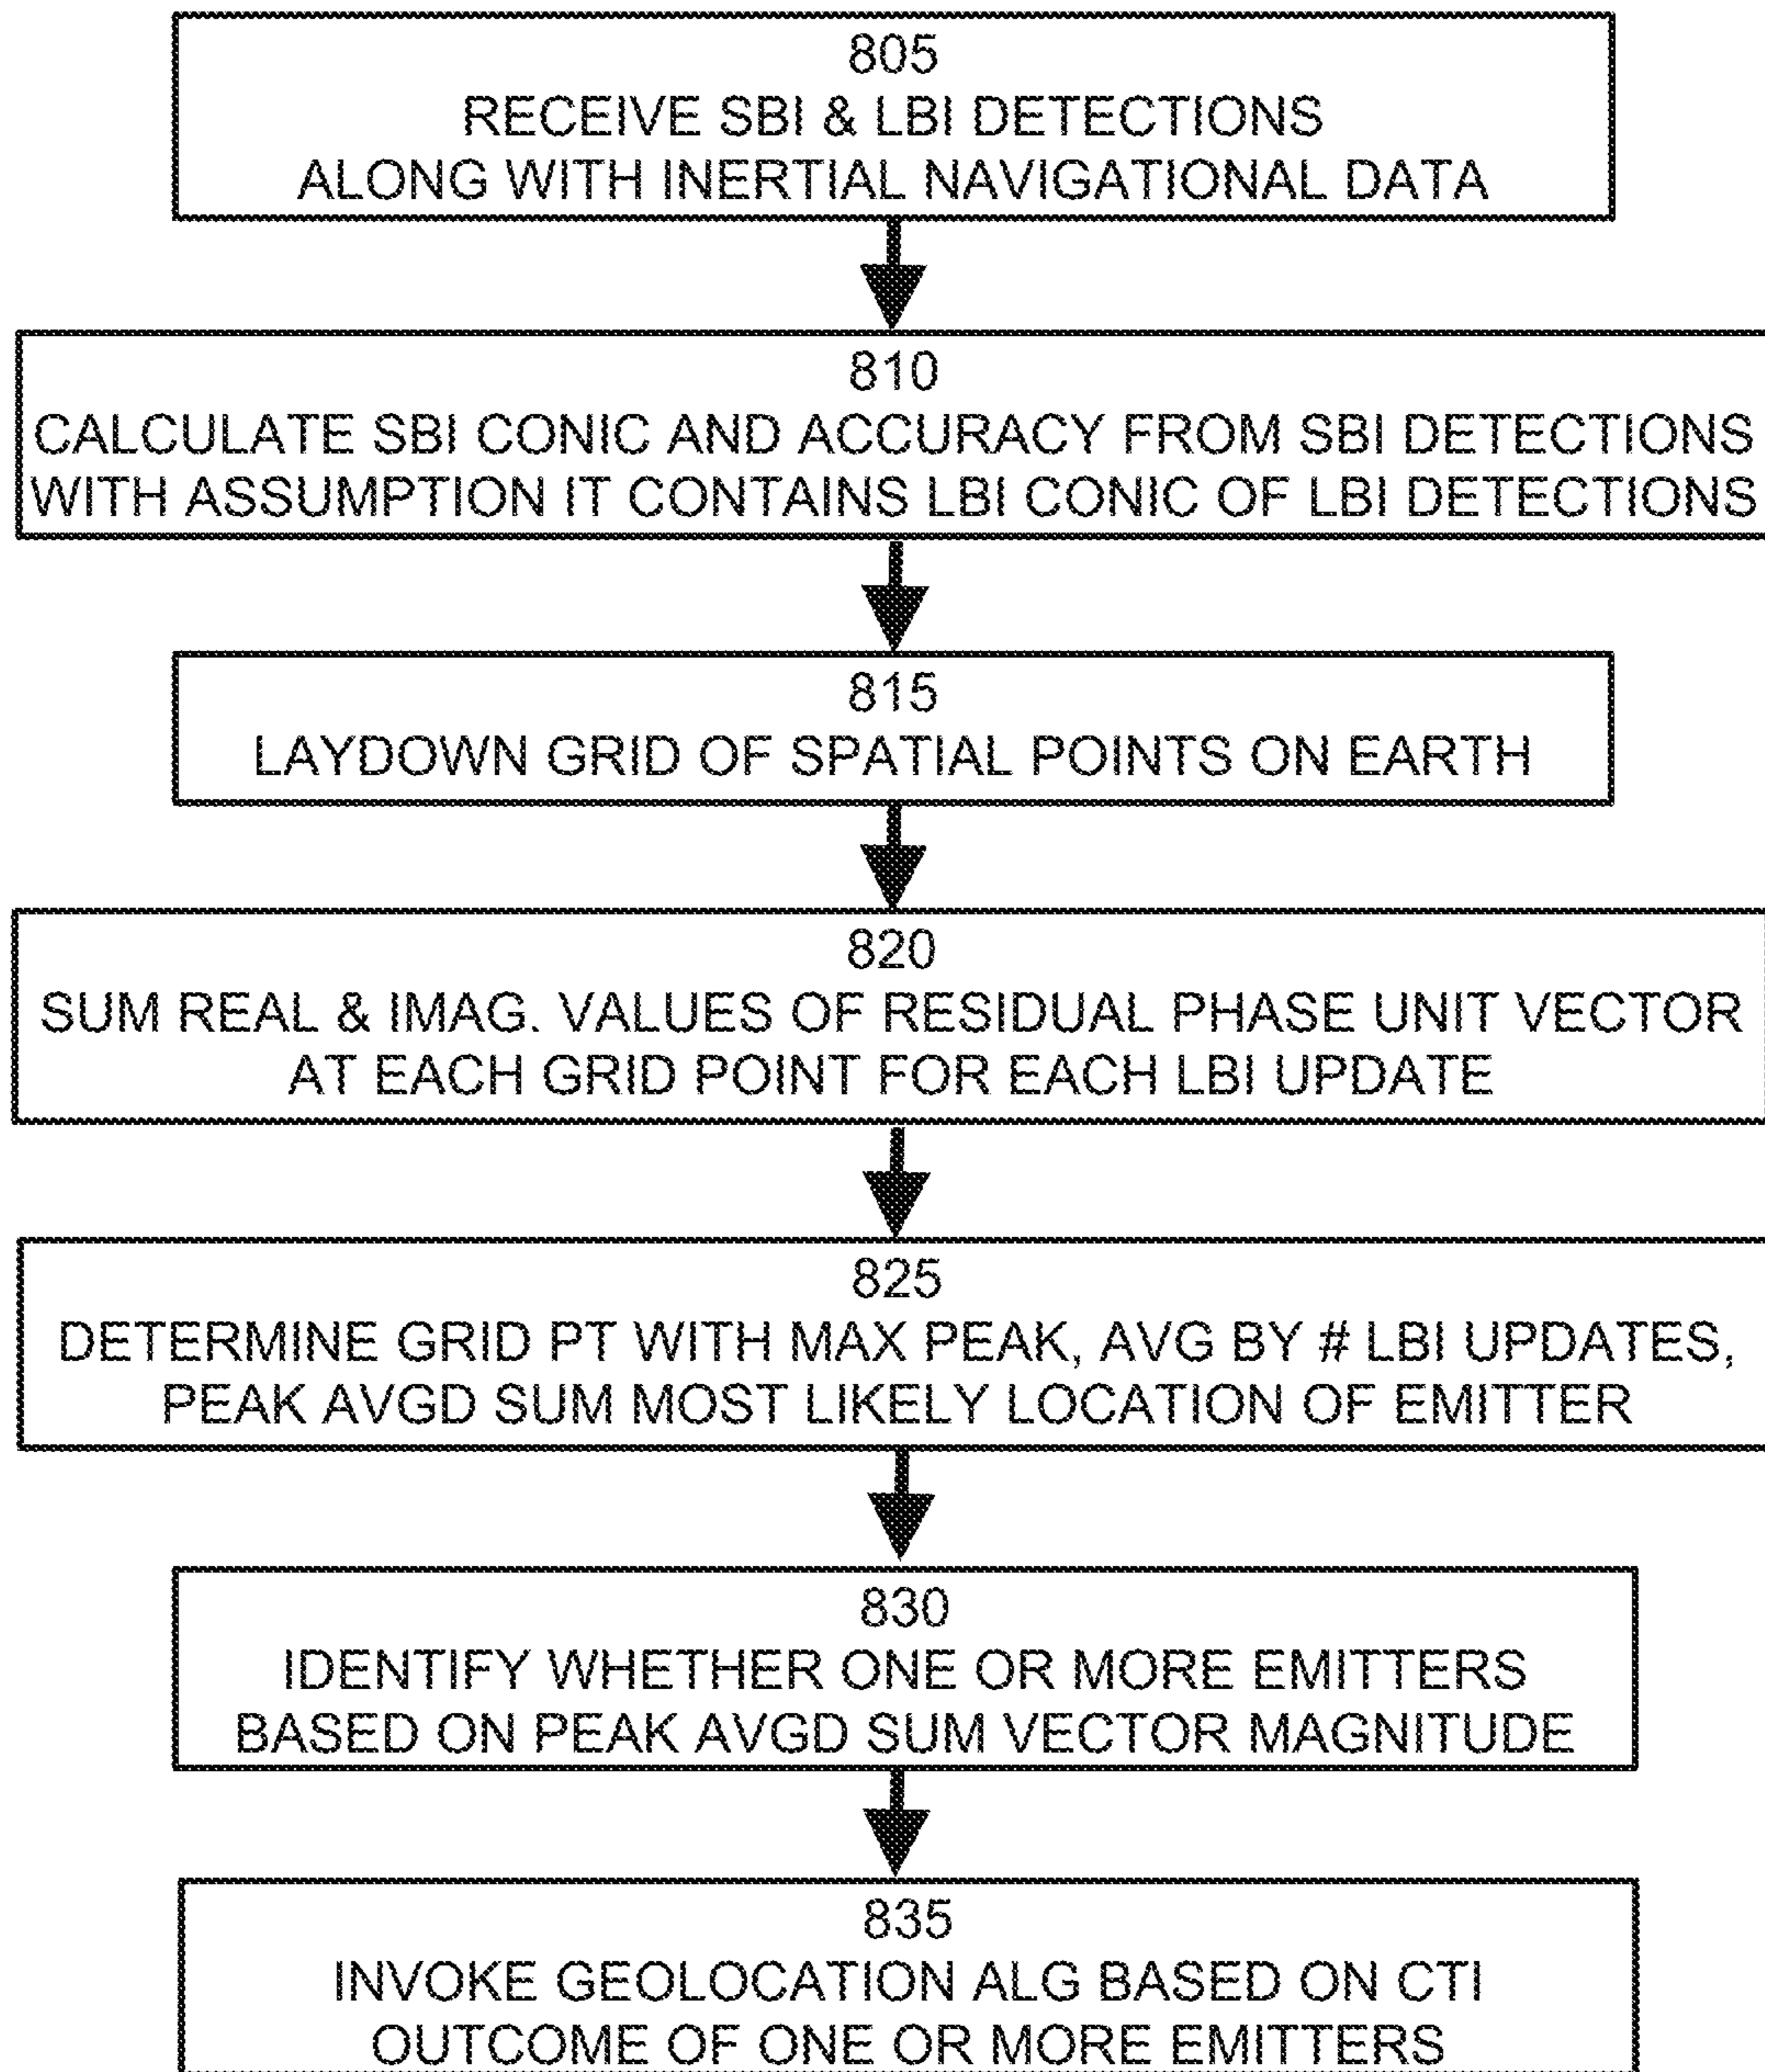 805
RECEIVE SBI & LBI DETECTIONS
ALONG WITH INERTIAL NAVIGATIONAL DATA
810
CALCULATE SBI CONIC AND ACCURACY FROM SBI DETECTIONS
WITH ASSUMPTION IT CONTAINS LBI CONIC OF LBI DETECTIONS
815
LAYDOWN GRID OF SPATIAL POINTS ON EARTH
820
SUM REAL & IMAG. VALUES OF RESIDUAL PHASE UNIT VECTOR
AT EACH GRID POINT FOR EACH LBI UPDATE
825
DETERMINE GRID PT WITH MAX PEAK, AVG BY # LBI UPDATES,
PEAK AVGD SUM MOST LIKELY LOCATION OF EMITTER
830
IDENTIFY WHETHER ONE OR MORE EMITTERS
BASED ON PEAK AVGD SUM VECTOR MAGNITUDE
835
INVOKE GEOLOCATION ALG BASED ON CTI
OUTCOME OF ONE OR MORE EMITTERS